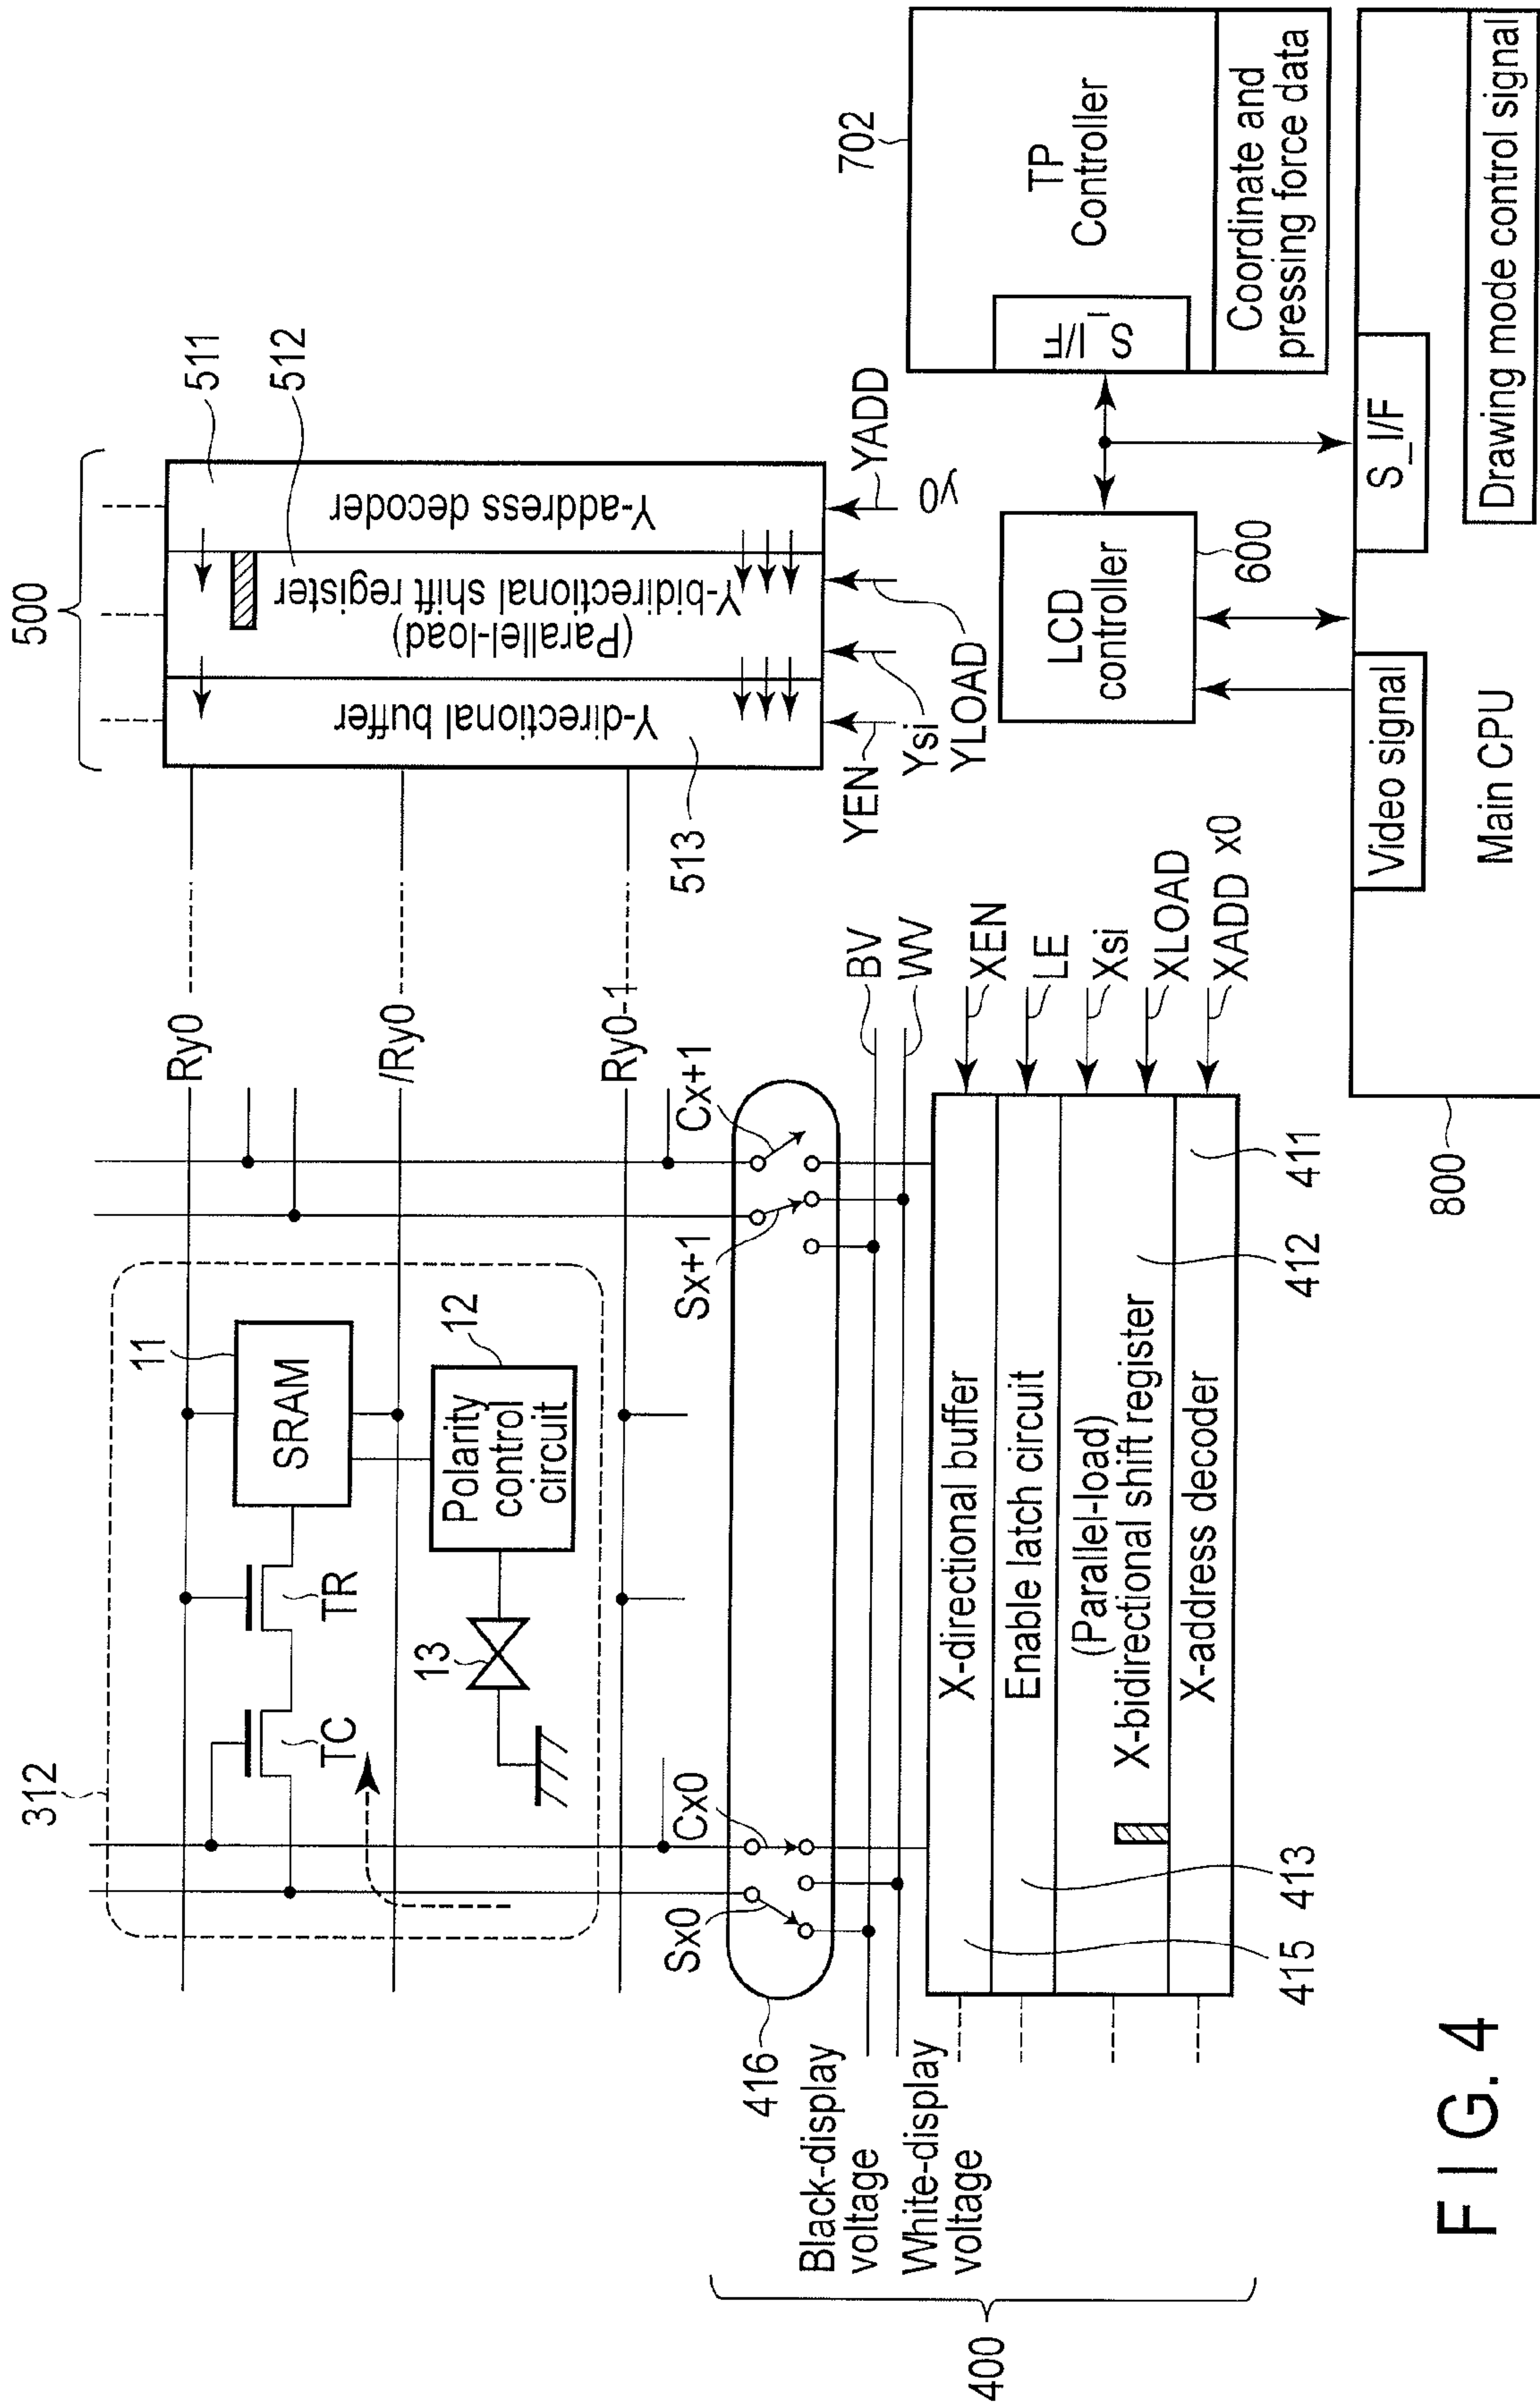 500
511
512
Y-address decoder
Y-bidirectional shift register
(Parallel-load)
Y-directional buffer
513
YEN
Ysi
YLOAD
YADD
y0
Ry0
/Ry0
Ry0-1
312
11
SRAM
TR
TC
12
Polarity
control
circuit
13
Sx0
Cx0
Sx+1
Cx+1
416
BV
WV
Black-display
voltage
White-display
voltage
400
X-directional buffer
Enable latch circuit
(Parallel-load)
X-bidirectional shift register
X-address decoder
415
413
412
411
XEN
LE
Xsi
XLOAD
XADD x0
702
TP
Controller
S_I/F
Coordinate and
pressing force data
LCD
controller
600
Video signal
S_I/F
Main CPU
Drawing mode control signal
800
FIG. 4